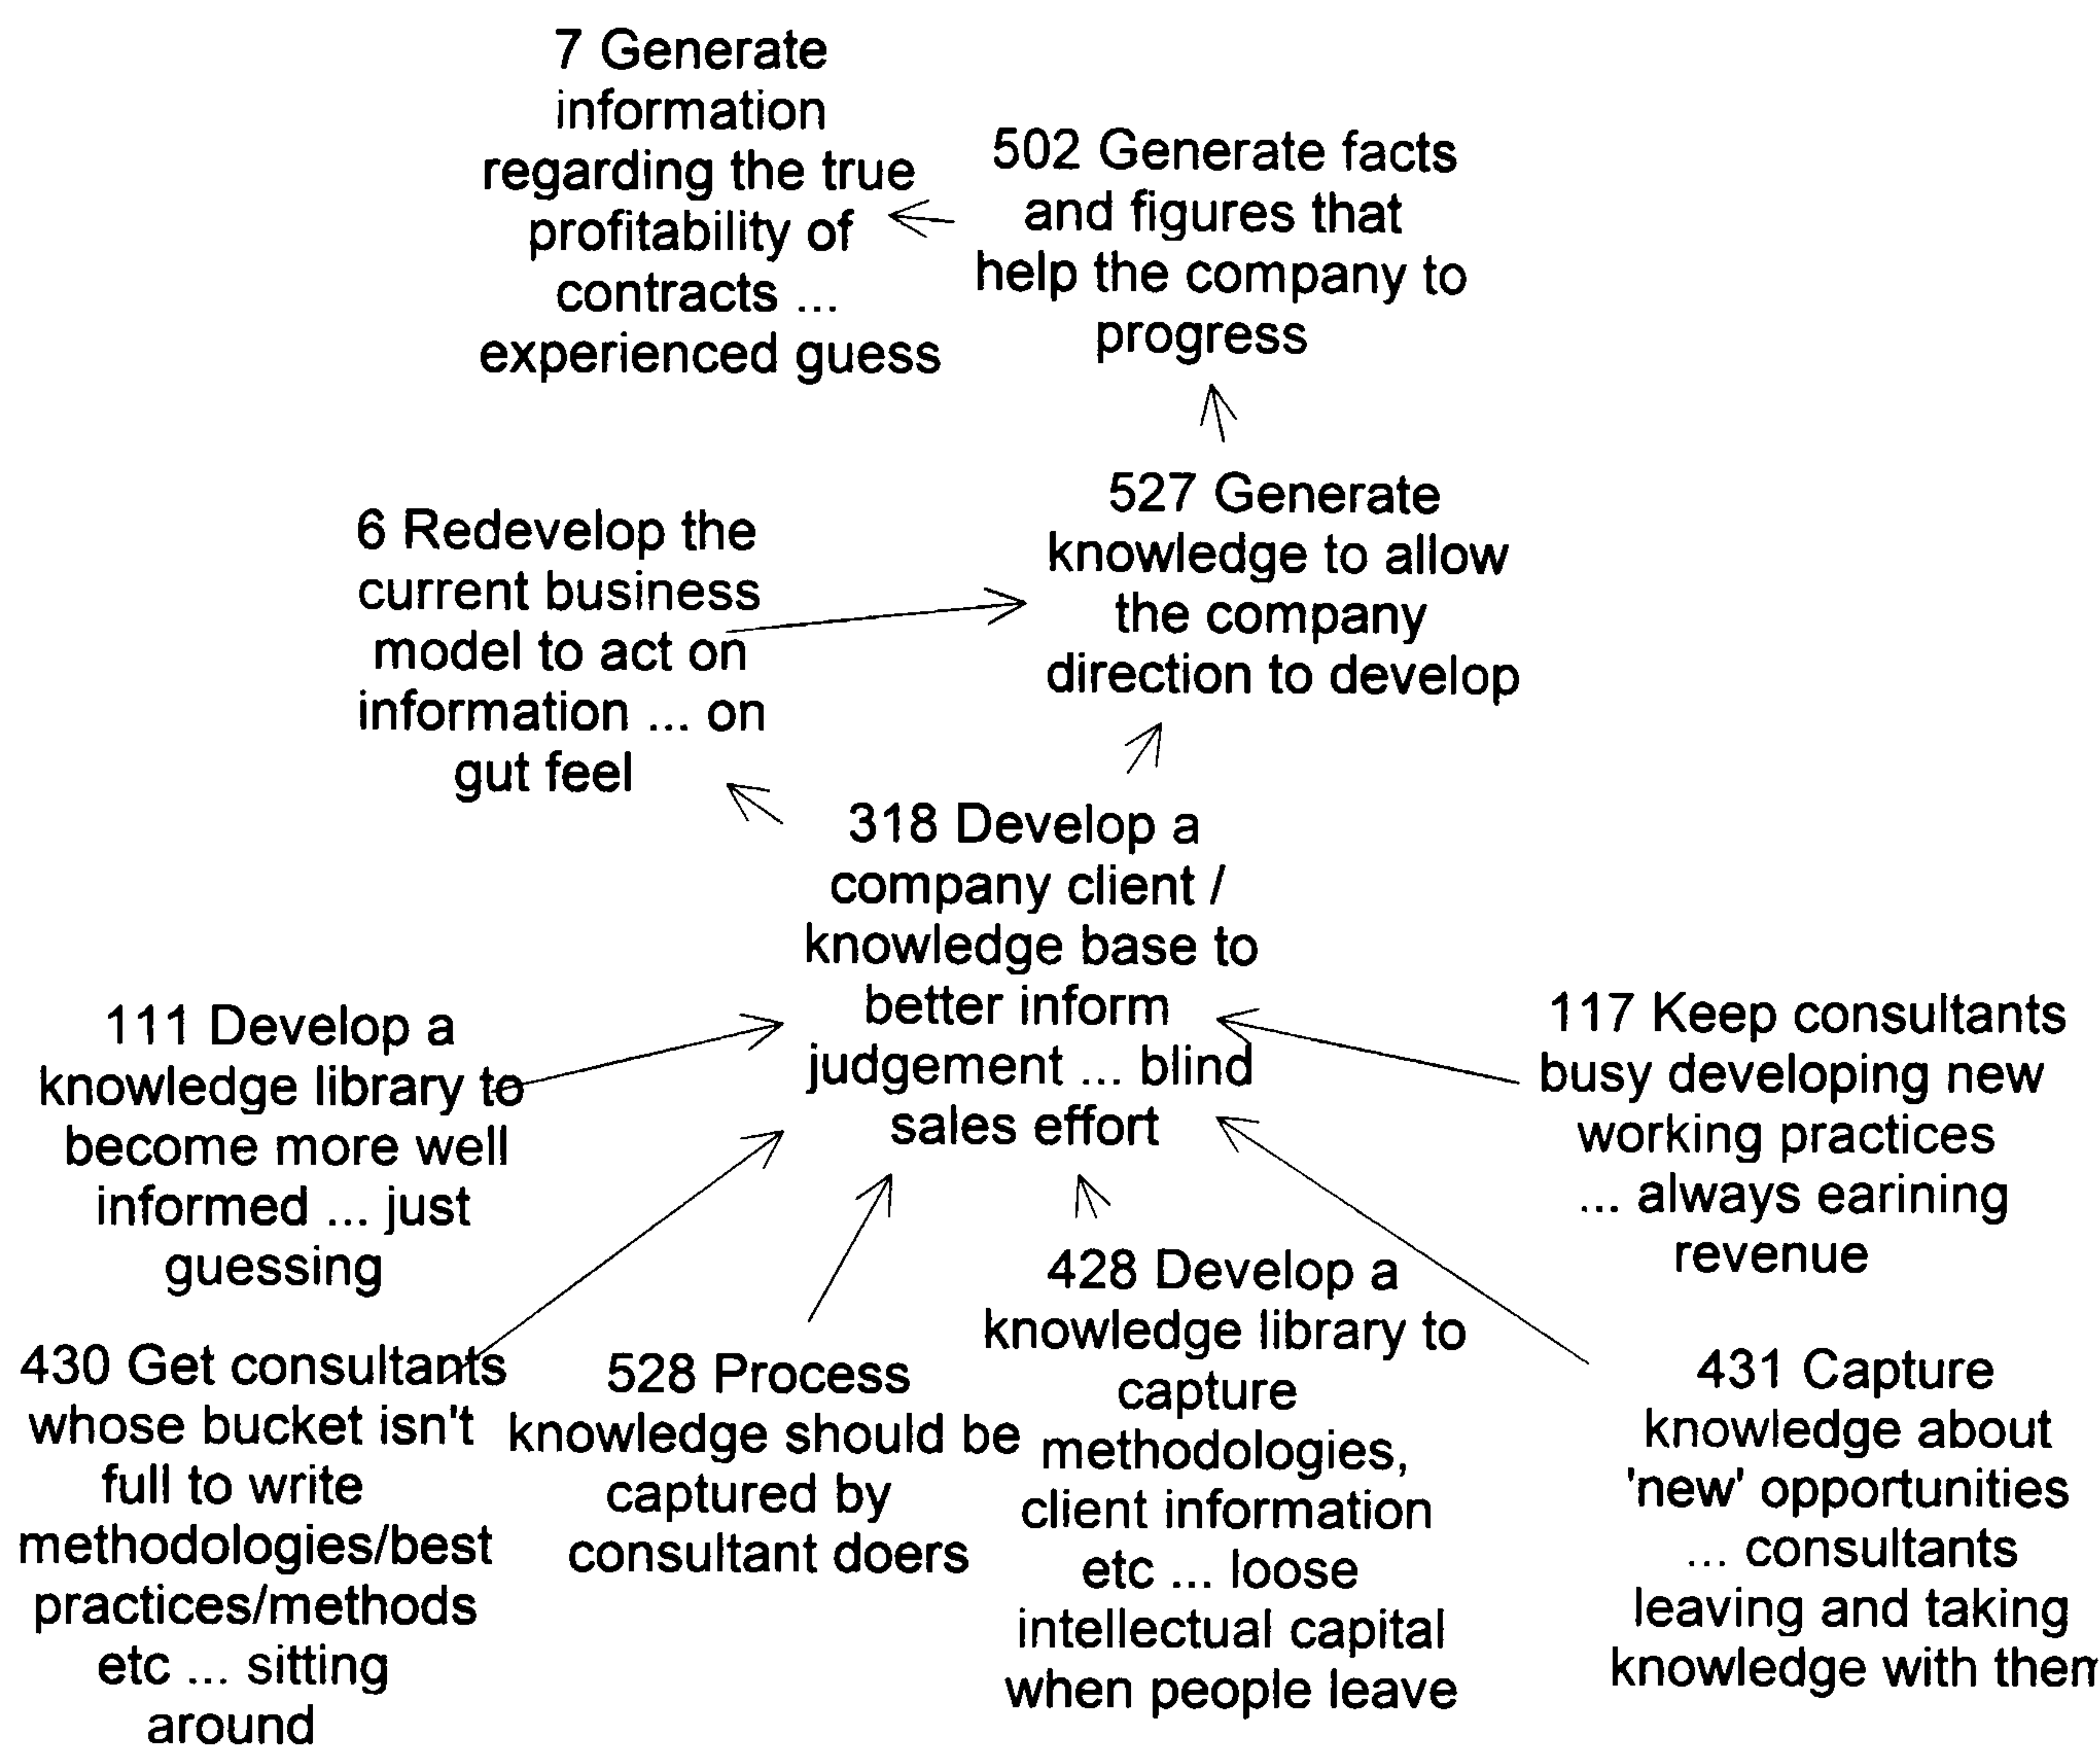 7 Generate
information
regarding the true
profitability of
contracts ...
experienced guess
502 Generate facts
and figures that
help the company to
progress
6 Redevelop the
current business
model to act on
information ... on
gut feel
527 Generate
knowledge to allow
the company
direction to develop
318 Develop a
company client /
knowledge base to
better inform
judgement ... blind
sales effort
111 Develop a
knowledge library to
become more well
informed ... just
guessing
117 Keep consultants
busy developing new
working practices
... always earining
revenue
430 Get consultants
whose bucket isn't
full to write
methodologies/best
practices/methods
etc ... sitting
around
528 Process
knowledge should be
captured by
consultant doers
428 Develop a
knowledge library to
capture
methodologies,
client information
etc ... loose
intellectual capital
when people leave
431 Capture
knowledge about
'new' opportunities
... consultants
leaving and taking
knowledge with them